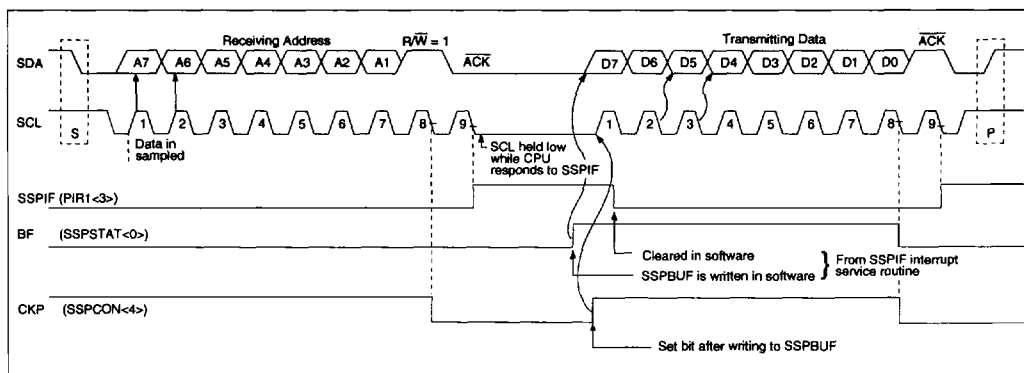 Receiving Address R/W̅ = 1 Transmitting Data A̅C̅K̅
SDA A7 A6 A5 A4 A3 A2 A1 A̅C̅K̅ D7 D6 D5 D4 D3 D2 D1 D0
SCL S 1 2 3 4 5 6 7 8 9 1 2 3 4 5 6 7 8 9 P
Data in
sampled
SCL held low
while CPU
responds to SSPIF
SSPIF (PIR1<3>)
BF (SSPSTAT<0>)
Cleared in software
SSPBUF is written in software
From SSPIF interrupt
service routine
CKP (SSPCON<4>)
Set bit after writing to SSPBUF